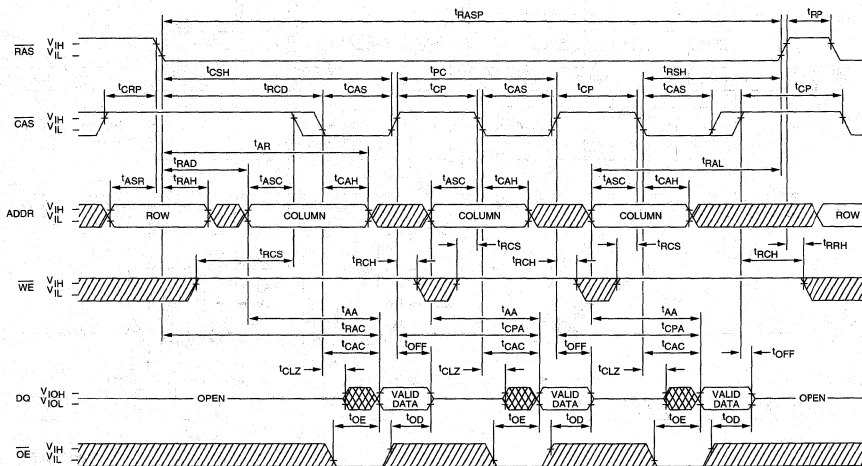 tRASP tRP
RAS VIH
VIL
tCSH tPC tRSH
tCRP tRCD tCAS tCP tCAS tCP tCAS tCP
CAS VIH
VIL
tAR
tRAD tRAL
tASR tRAH tASC tCAH tASC tCAH tASC tCAH
ADDR VIH
VIL
ROW COLUMN COLUMN COLUMN ROW
tRCS tRCH tRCS tRCH tRCS tRCH tRRH
WE VIH
VIL
tAA tAA tAA
tRAC tCPA tCPA
tCAC tOFF tCAC tOFF tCAC tOFF
tCLZ tCLZ tCLZ
DQ VIOH
VIOL
OPEN VALID DATA VALID DATA VALID DATA OPEN
tOE tOD tOE tOD tOE tOD
OE VIH
VIL